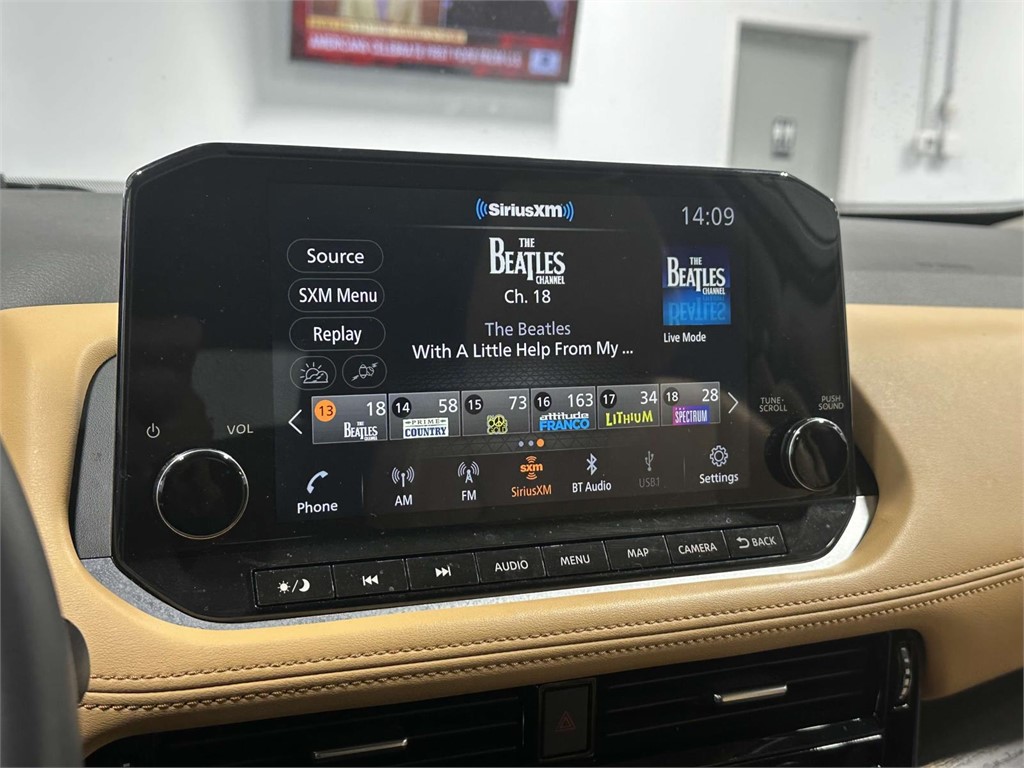 SiriusXM
14:09
Source
SXM Menu
Replay
THE
BEATLES
CHANNEL
Ch. 18
The Beatles
With A Little Help From My ...
THE
BEATLES
CHANNEL
Live Mode
13 18 THE BEATLES CHANNEL
14 58 PRIME COUNTRY
15 73
16 163 attitude FRANCO
17 34 LiTHiUM
18 28 SPECTRUM
TUNE·
SCROLL
PUSH
SOUND
VOL
Phone
AM
FM
sxm
SiriusXM
BT Audio
USB1
Settings
AUDIO
MENU
MAP
CAMERA
BACK